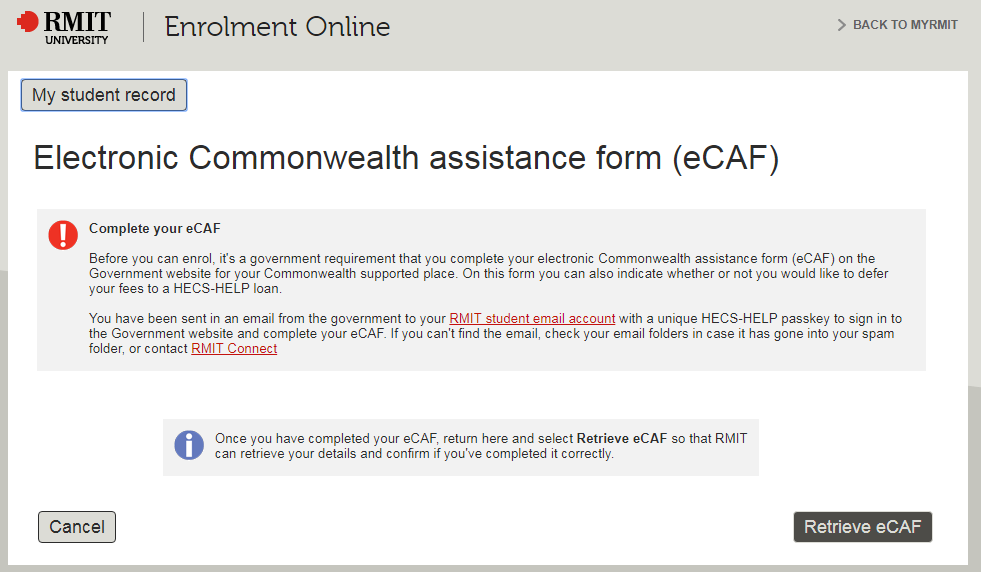 RMIT
UNIVERSITY
Enrolment Online
BACK TO MYRMIT
My student record
Electronic Commonwealth assistance form (eCAF)
Complete your eCAF
Before you can enrol, it's a government requirement that you complete your electronic Commonwealth assistance form (eCAF) on the
Government website for your Commonwealth supported place. On this form you can also indicate whether or not you would like to defer
your fees to a HECS-HELP loan.
You have been sent in an email from the government to your RMIT student email account with a unique HECS-HELP passkey to sign in to
the Government website and complete your eCAF. If you can't find the email, check your email folders in case it has gone into your spam
folder, or contact RMIT Connect
Once you have completed your eCAF, return here and select Retrieve eCAF so that RMIT
can retrieve your details and confirm if you've completed it correctly.
Cancel
Retrieve eCAF